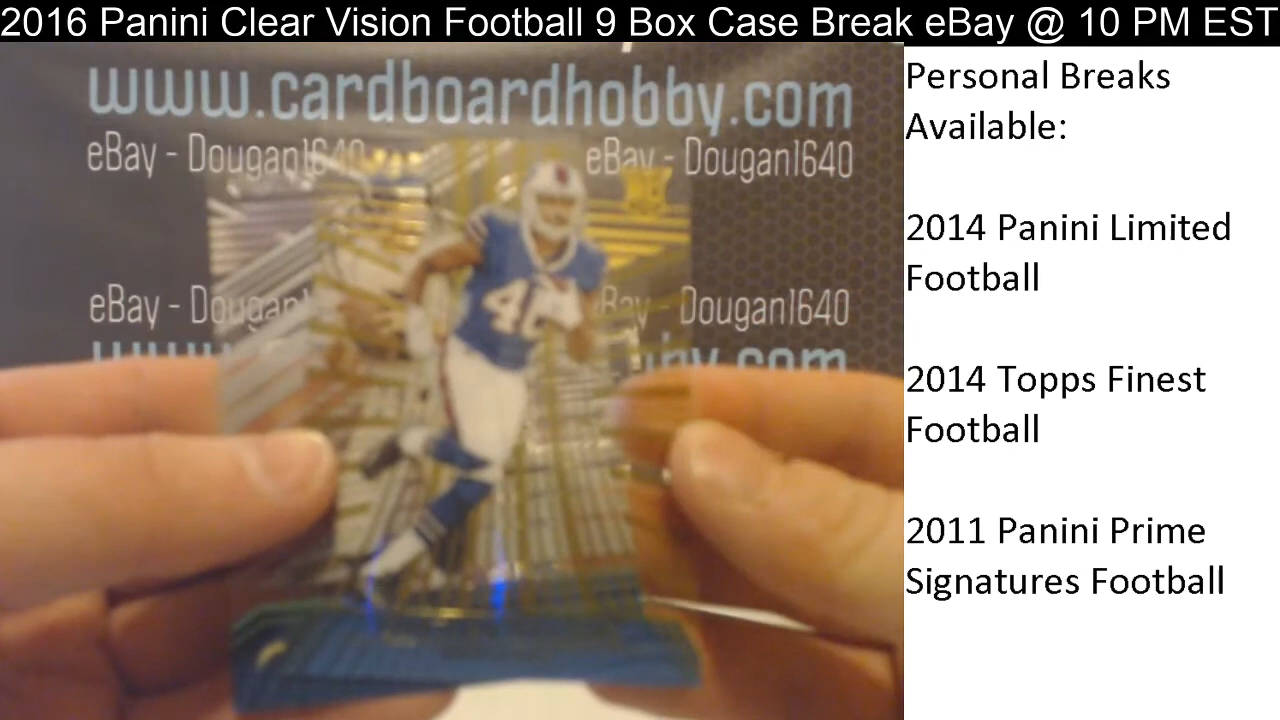 2016 Panini Clear Vision Football 9 Box Case Break eBay @ 10 PM EST
www.cardboardhobby.com
eBay - Dougan1640 eBay - Dougan1640
eBay - Dougan eBay - Dougan1640
Personal Breaks
Available:
2014 Panini Limited
Football
2014 Topps Finest
Football
2011 Panini Prime
Signatures Football